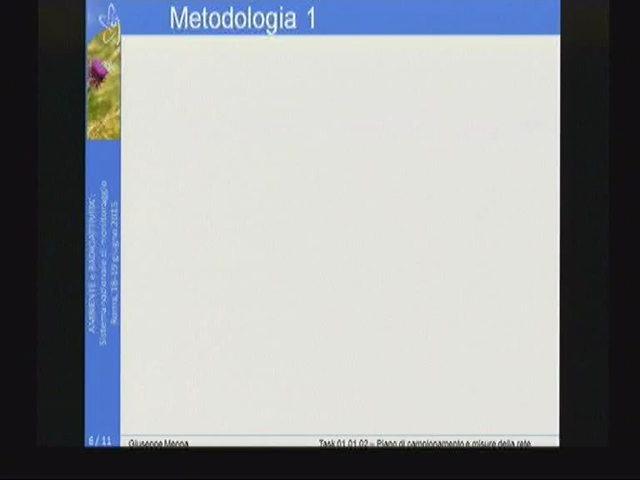 Metodologia 1
AMBIENTE e RADIOATTIVITA':
Sistema nazionale di monitoraggio
Roma, 18-19 giugno 2015
6 / 11
Giuseppe Menna
Task 01.01.02 – Piano di campionamento e misure della rete